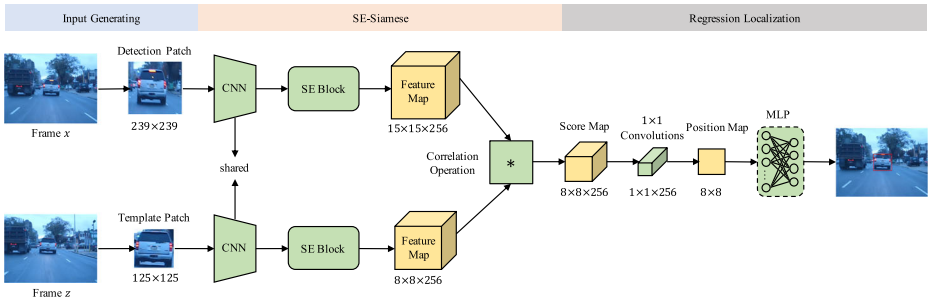 Input Generating
SE-Siamese
Regression Localization
Detection Patch
239×239
Frame x
CNN
SE Block
Feature
Map
15×15×256
shared
Correlation
Operation
*
Score Map
8×8×256
1×1
Convolutions
1×1×256
Position Map
8×8
MLP
Template Patch
125×125
Frame z
CNN
SE Block
Feature
Map
8×8×256